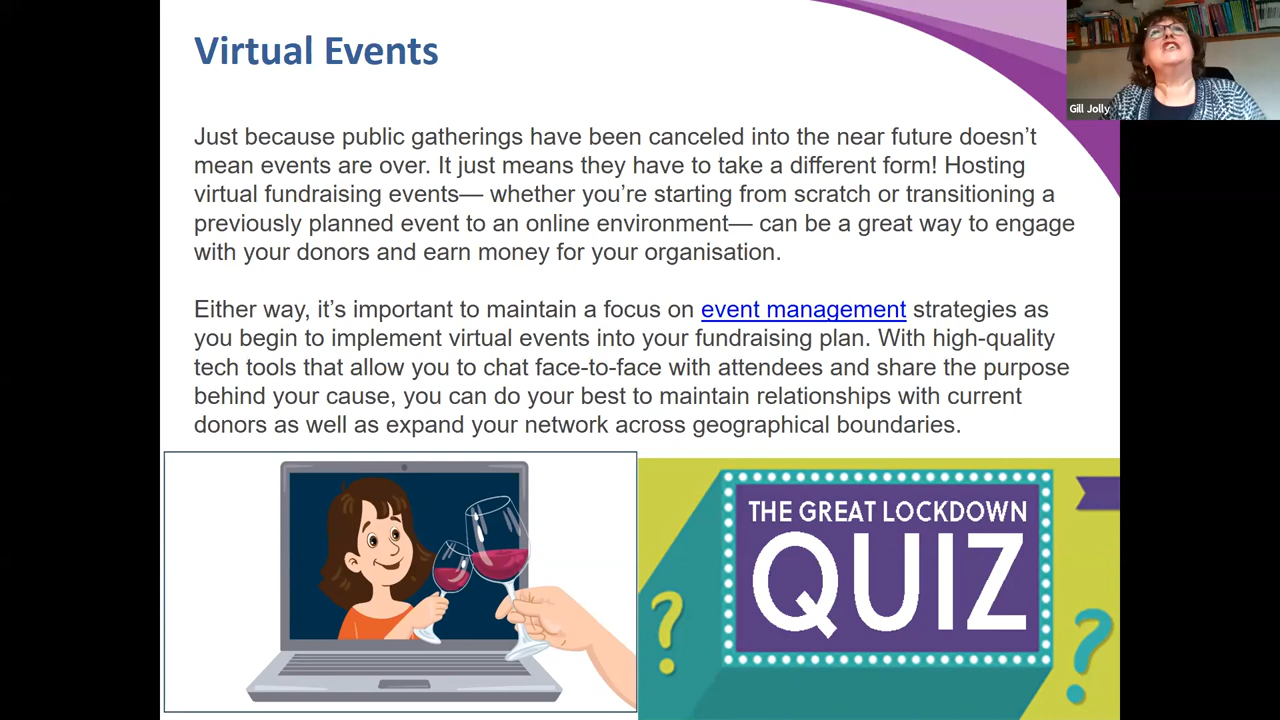 Virtual Events
Gill Jolly
Just because public gatherings have been canceled into the near future doesn’t
mean events are over. It just means they have to take a different form! Hosting
virtual fundraising events— whether you’re starting from scratch or transitioning a
previously planned event to an online environment— can be a great way to engage
with your donors and earn money for your organisation.
Either way, it’s important to maintain a focus on event management strategies as
you begin to implement virtual events into your fundraising plan. With high-quality
tech tools that allow you to chat face-to-face with attendees and share the purpose
behind your cause, you can do your best to maintain relationships with current
donors as well as expand your network across geographical boundaries.
THE GREAT LOCKDOWN
QUIZ
?
?